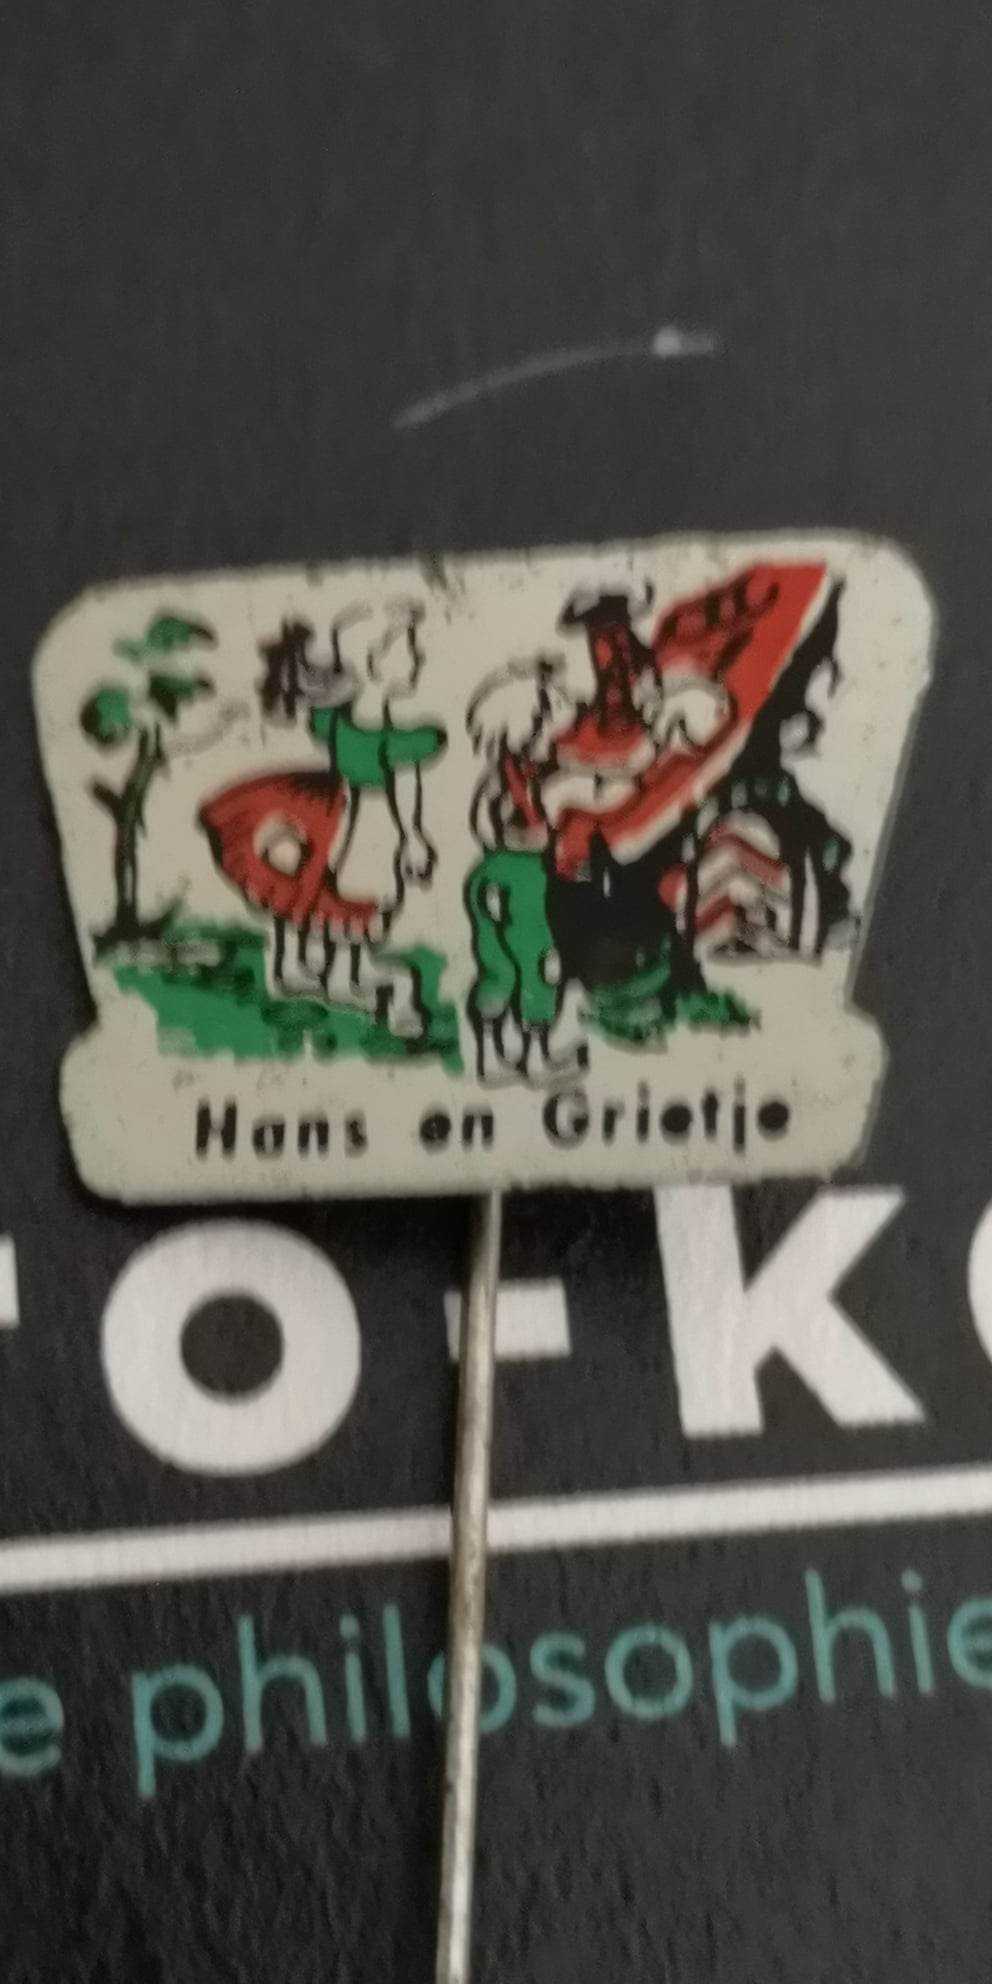 Hans en Grietje
o-k
e philosophie